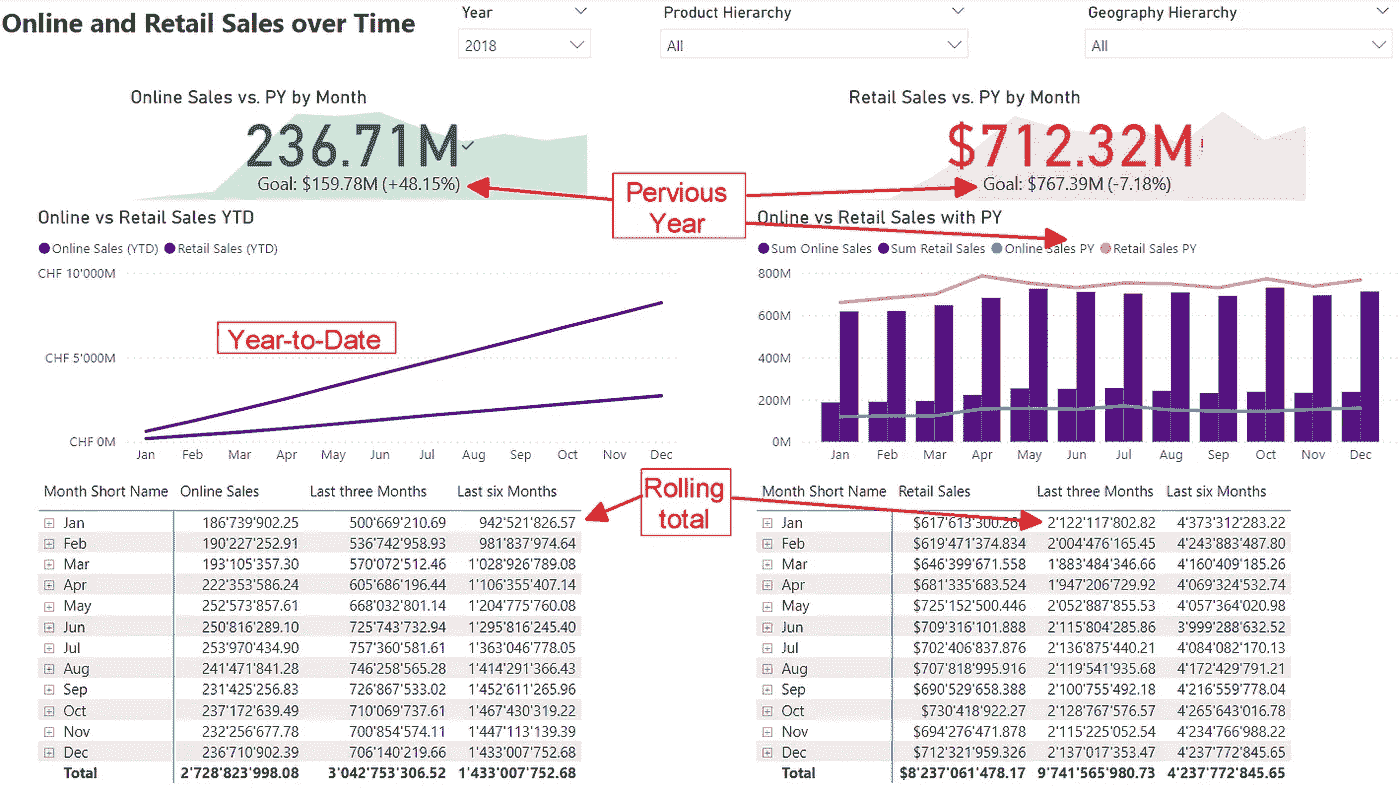 Online and Retail Sales over Time
Year
2018
Product Hierarchy
All
Geography Hierarchy
All
Online Sales vs. PY by Month
236.71M
Goal: $159.78M (+48.15%)
Retail Sales vs. PY by Month
$712.32M!
Goal: $767.39M (-7.18%)
Pervious
Year
Online vs Retail Sales YTD
Online Sales (YTD) Retail Sales (YTD)
CHF 10'000M
CHF 5'000M
CHF 0M
Year-to-Date
Jan Feb Mar Apr May Jun Jul Aug Sep Oct Nov Dec
Online vs Retail Sales with PY
Sum Online Sales Sum Retail Sales Online Sales PY Retail Sales PY
800M
600M
400M
200M
0M
Jan Feb Mar Apr May Jun Jul Aug Sep Oct Nov Dec
Rolling
total
Month Short Name Online Sales Last three Months Last six Months
Jan 186'739'902.25 500'669'210.69 942'521'826.57
Feb 190'227'252.91 536'742'958.93 981'837'974.64
Mar 193'105'357.30 570'072'512.46 1'028'926'789.08
Apr 222'353'586.24 605'686'196.44 1'106'355'407.14
May 252'573'857.61 668'032'801.14 1'204'775'760.08
Jun 250'816'289.10 725'743'732.94 1'295'816'245.40
Jul 253'970'434.90 757'360'581.61 1'363'046'778.05
Aug 241'471'841.28 746'258'565.28 1'414'291'366.43
Sep 231'425'256.83 726'867'533.02 1'452'611'265.96
Oct 237'172'639.49 710'069'737.61 1'467'430'319.22
Nov 232'256'677.78 700'854'574.11 1'447'113'139.39
Dec 236'710'902.39 706'140'219.66 1'433'007'752.68
Total 2'728'823'998.08 3'042'753'306.52 1'433'007'752.68
Month Short Name Retail Sales Last three Months Last six Months
Jan 2'122'117'802.82 4'373'312'283.22
Feb $619'471'374.834 2'004'476'165.45 4'243'883'487.80
Mar $646'399'671.558 1'883'484'346.66 4'160'409'185.26
Apr $681'335'683.524 1'947'206'729.92 4'069'324'532.74
May $725'152'500.446 2'052'887'855.53 4'057'364'020.98
Jun $709'316'101.888 2'115'804'285.86 3'999'288'632.52
Jul $702'406'837.876 2'136'875'440.21 4'084'082'170.13
Aug $707'818'995.916 2'119'541'935.68 4'172'429'791.21
Sep $690'529'658.388 2'100'755'492.18 4'216'559'778.04
Oct $730'418'922.27 2'128'767'576.57 4'265'643'016.78
Nov $694'276'471.878 2'115'225'052.54 4'234'766'988.22
Dec $712'321'959.326 2'137'017'353.47 4'237'772'845.65
Total $8'237'061'478.17 9'741'565'980.73 4'237'772'845.65